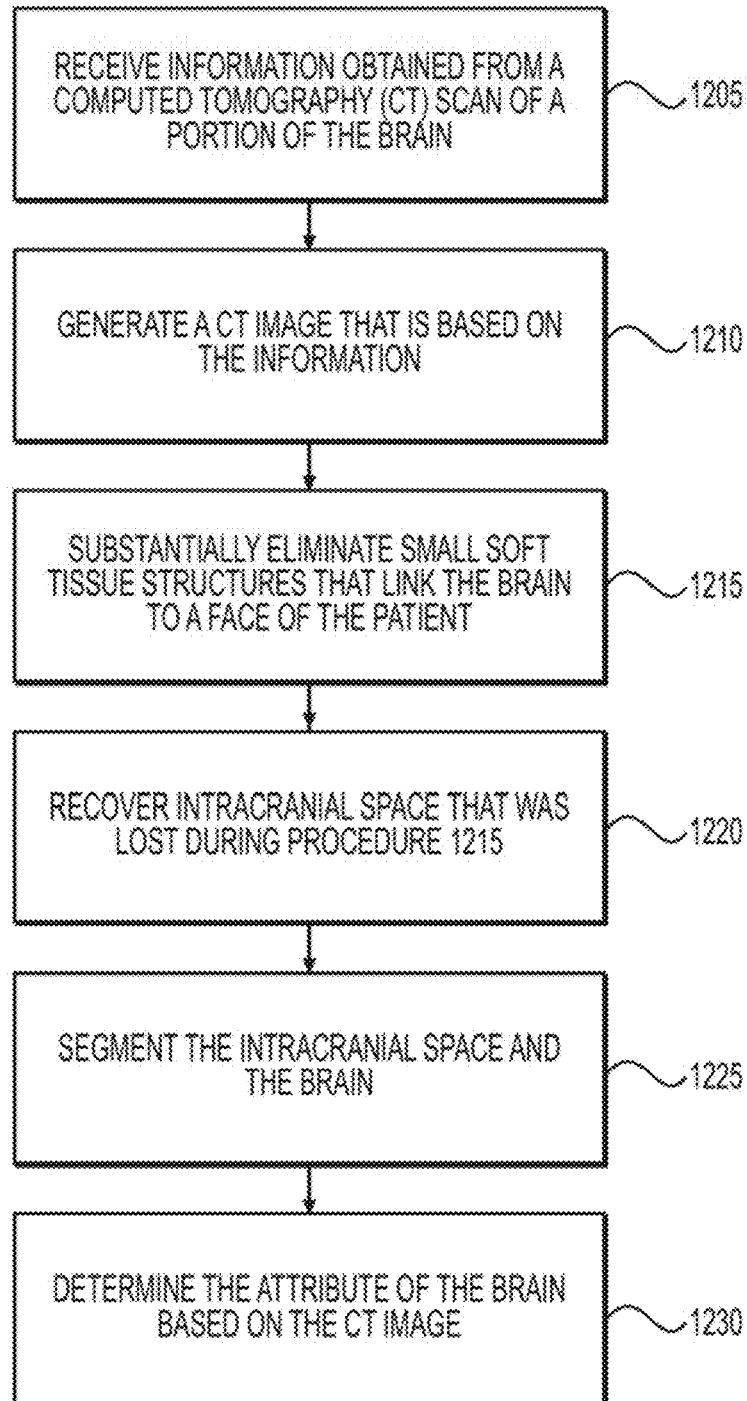 RECEIVE INFORMATION OBTAINED FROM A
COMPUTED TOMOGRAPHY (CT) SCAN OF A
PORTION OF THE BRAIN
1205
GENERATE A CT IMAGE THAT IS BASED ON
THE INFORMATION
1210
SUBSTANTIALLY ELIMINATE SMALL SOFT
TISSUE STRUCTURES THAT LINK THE BRAIN
TO A FACE OF THE PATIENT
1215
RECOVER INTRACRANIAL SPACE THAT WAS
LOST DURING PROCEDURE 1215
1220
SEGMENT THE INTRACRANIAL SPACE AND
THE BRAIN
1225
DETERMINE THE ATTRIBUTE OF THE BRAIN
BASED ON THE CT IMAGE
1230